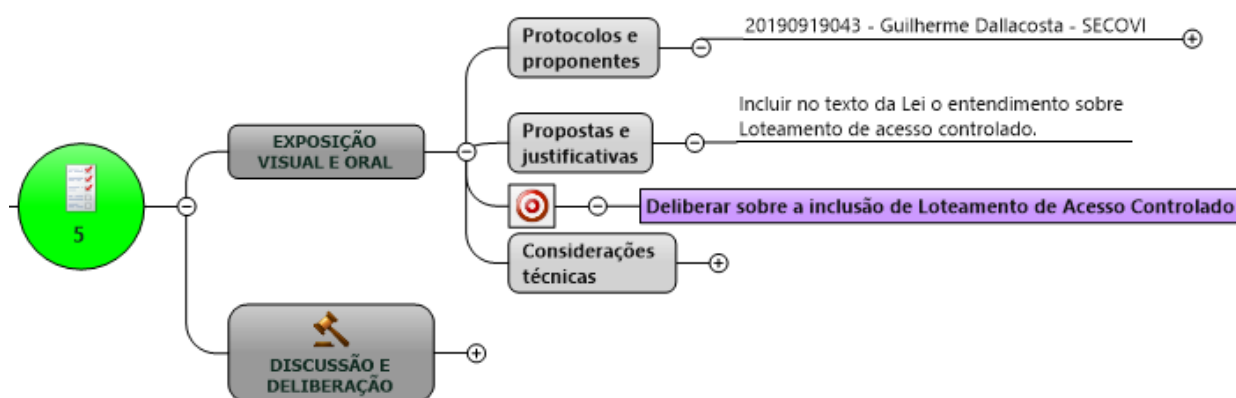 5
EXPOSIÇÃO
VISUAL E ORAL
Protocolos e
proponentes
20190919043 - Guilherme Dallacosta - SECOVI
Propostas e
justificativas
Incluir no texto da Lei o entendimento sobre
Loteamento de acesso controlado.
Deliberar sobre a inclusão de Loteamento de Acesso Controlado
Considerações
técnicas
DISCUSSÃO E
DELIBERAÇÃO